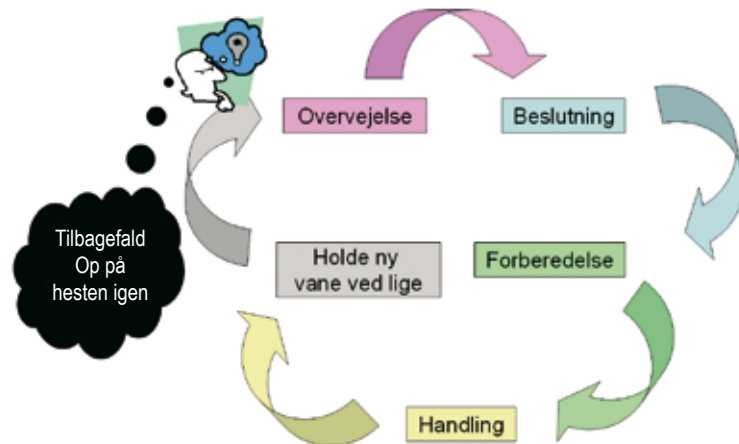 Overvejelse
Beslutning
Tilbagefald
Op på
hesten igen
Holde ny
vane ved lige
Forberedelse
Handling